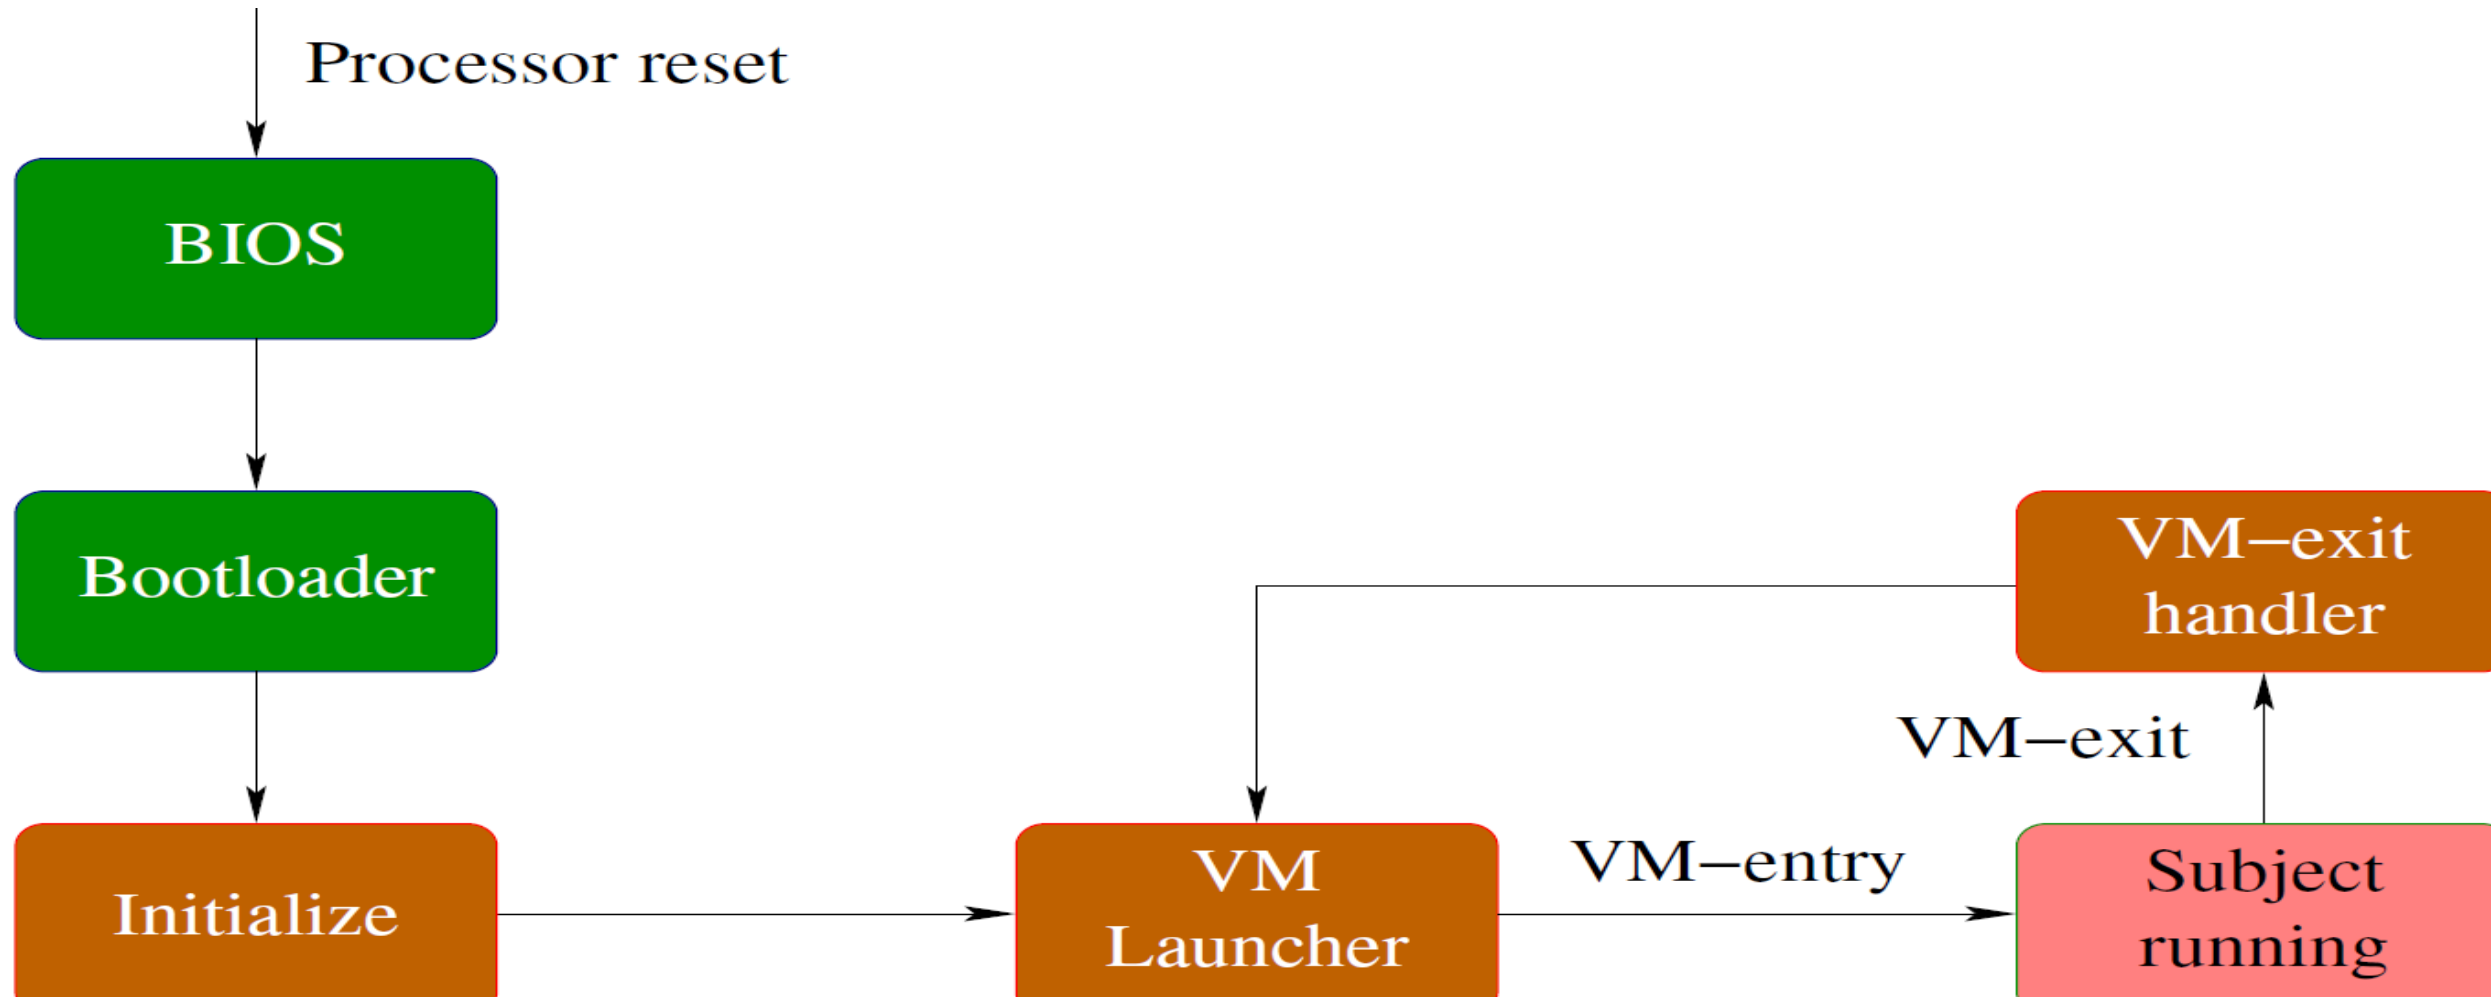 Processor reset
BIOS
Bootloader
Initialize
VM
Launcher
VM–entry
Subject
running
VM–exit
VM–exit
handler